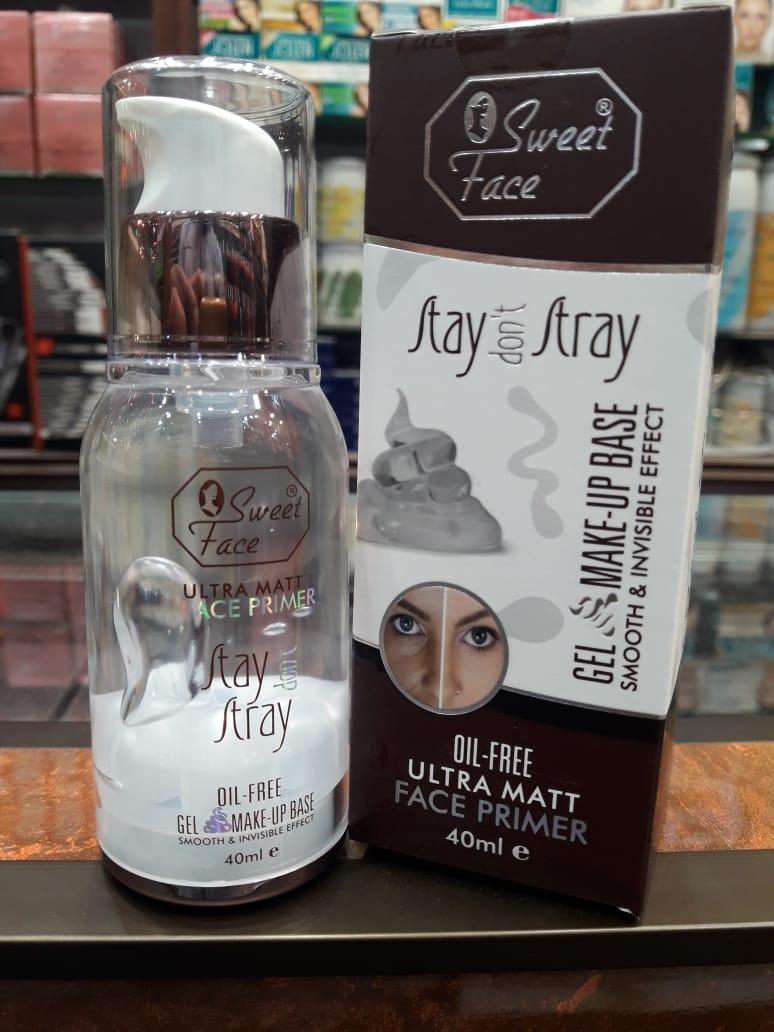 Sweet®
Face
ULTRA MATT
FACE PRIMER
Stay don't
Stray
OIL-FREE
GEL MAKE-UP BASE
SMOOTH & INVISIBLE EFFECT
40ml e
Face
Sweet®
Face
Stay don't Stray
GEL MAKE-UP BASE
SMOOTH & INVISIBLE EFFECT
OIL-FREE
ULTRA MATT
FACE PRIMER
40ml e